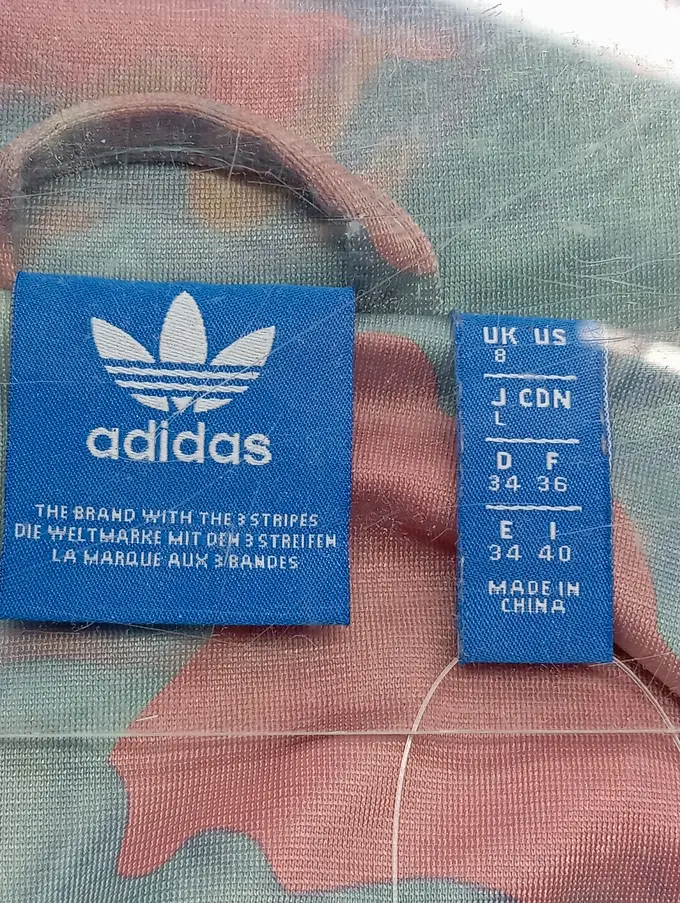 adidas
THE BRAND WITH THE 3 STRIPES
DIE WELTMARKE MIT DEN 3 STREIFEN
LA MARQUE AUX 3 BANDES
UK US
8
J CDN
L
D F
34 36
E I
34 40
MADE IN
CHINA